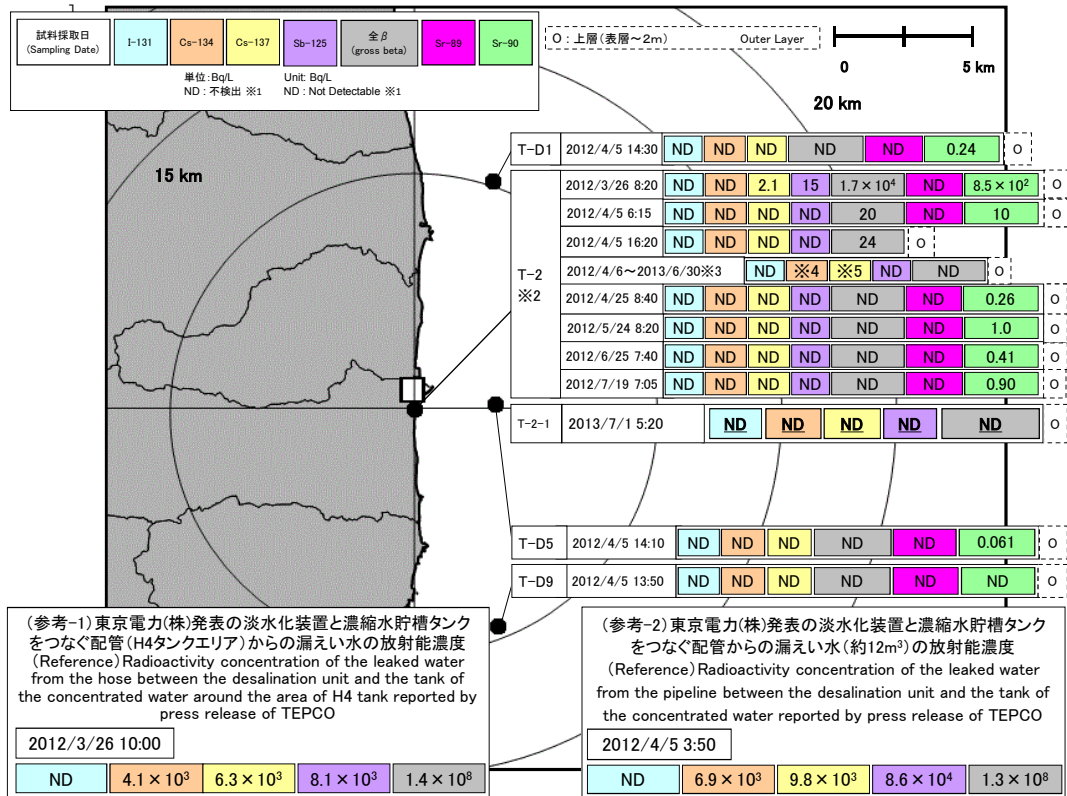 試料採取日
(Sampling Date)
I-131
Cs-134
Cs-137
Sb-125
全β
(gross beta)
Sr-89
Sr-90
単位:Bq/L
ND : 不検出 ※1
Unit: Bq/L
ND : Not Detectable ※1
O : 上層(表層~2m) Outer Layer
0 5 km
20 km
15 km
T-D1 2012/4/5 14:30 ND ND ND ND ND 0.24 O
T-2
※2
2012/3/26 8:20 ND ND 2.1 15 1.7 × 10⁴ ND 8.5 × 10² O
2012/4/5 6:15 ND ND ND ND 20 ND 10 O
2012/4/5 16:20 ND ND ND ND 24 O
2012/4/6~2013/6/30※3 ND ※4 ※5 ND ND O
2012/4/25 8:40 ND ND ND ND ND ND 0.26 O
2012/5/24 8:20 ND ND ND ND ND ND 1.0 O
2012/6/25 7:40 ND ND ND ND ND ND 0.41 O
2012/7/19 7:05 ND ND ND ND ND ND 0.90 O
T-2-1 2013/7/1 5:20 ND ND ND ND ND O
T-D5 2012/4/5 14:10 ND ND ND ND ND 0.061 O
T-D9 2012/4/5 13:50 ND ND ND ND ND ND O
(参考-1)東京電力(株)発表の淡水化装置と濃縮水貯槽タンク
をつなぐ配管(H4タンクエリア)からの漏えい水の放射能濃度
(Reference)Radioactivity concentration of the leaked water
from the hose between the desalination unit and the tank of
the concentrated water around the area of H4 tank reported by
press release of TEPCO
2012/3/26 10:00
ND 4.1 × 10³ 6.3 × 10³ 8.1 × 10³ 1.4 × 10⁸
(参考-2)東京電力(株)発表の淡水化装置と濃縮水貯槽タンク
をつなぐ配管からの漏えい水(約12m³)の放射能濃度
(Reference)Radioactivity concentration of the leaked water
from the pipeline between the desalination unit and the tank of
the concentrated water reported by press release of TEPCO
2012/4/5 3:50
ND 6.9 × 10³ 9.8 × 10³ 8.6 × 10⁴ 1.3 × 10⁸